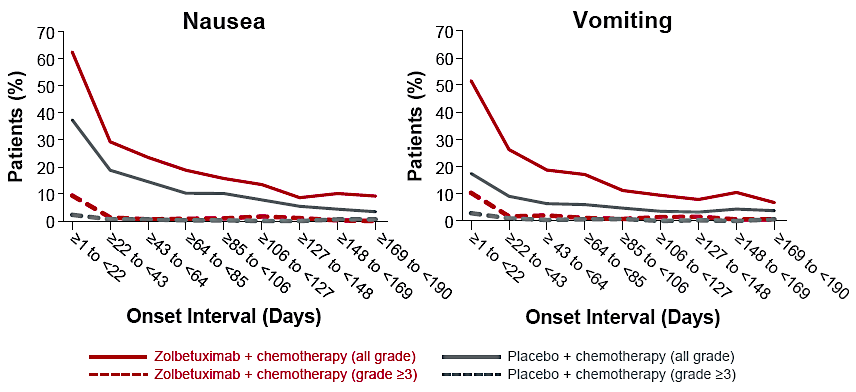 Nausea
Patients (%)
70
60
50
40
30
20
10
0
≥1 to <22
≥22 to <43
≥43 to <64
≥64 to <85
≥85 to <106
≥106 to <127
≥127 to <148
≥148 to <169
≥169 to <190
Onset Interval (Days)
Vomiting
Patients (%)
70
60
50
40
30
20
10
0
≥1 to <22
≥22 to <43
≥ 43 to <64
≥64 to <85
≥85 to <106
≥106 to <127
≥127 to <148
≥148 to <169
≥169 to <190
Onset Interval (Days)
Zolbetuximab + chemotherapy (all grade)
Zolbetuximab + chemotherapy (grade ≥3)
Placebo + chemotherapy (all grade)
Placebo + chemotherapy (grade ≥3)